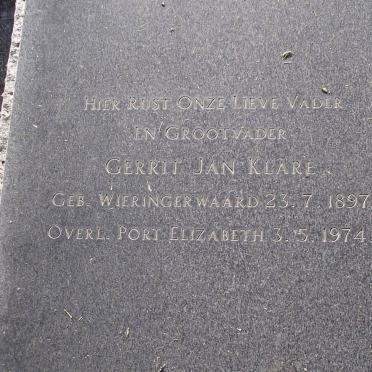 HIER RUST ONZE LIEVE VADER
EN GROOTVADER
GERRIT JAN KLARE.
GEB. WIERINGERWAARD 23. 7. 1897
OVERL. PORT ELIZABETH 3. 5. 1974.